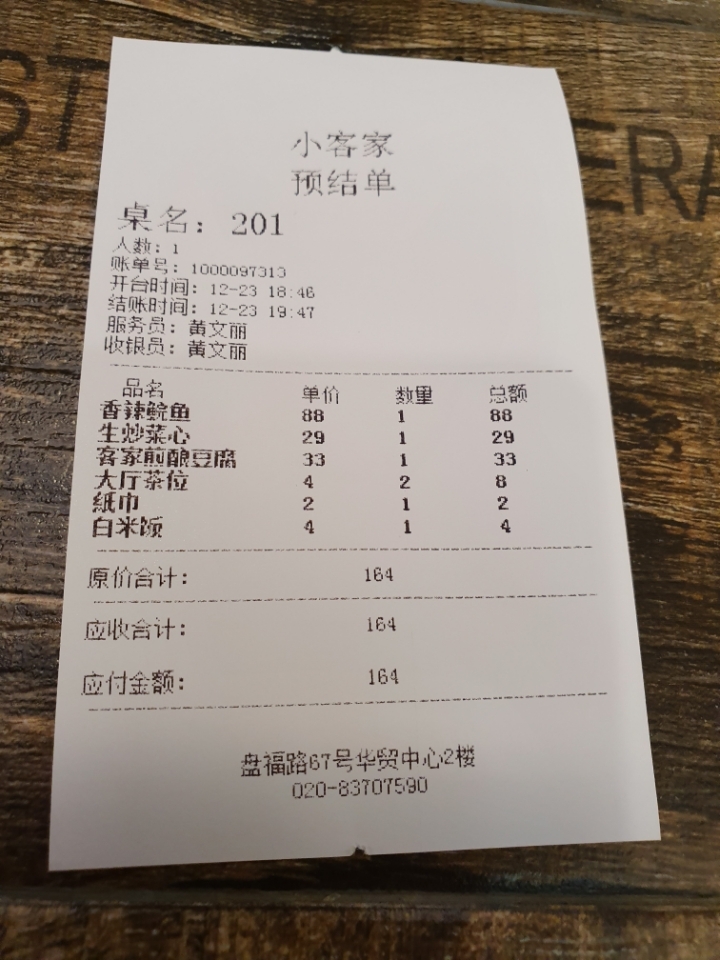 小客家
预结单
桌名：201
人数：1
账单号：1000097313
开台时间：12-23 18:46
结账时间：12-23 19:47
服务员：黄文丽
收银员：黄文丽
品名 单价 数量 总额
香辣鲩鱼 88 1 88
生炒菜心 29 1 29
客家煎酿豆腐 33 1 33
大厅茶位 4 2 8
紙巾 2 1 2
白米饭 4 1 4
原价合计： 164
应收合计： 164
应付金额： 164
盘福路67号华贸中心2楼
020-83707590
ST
ERA